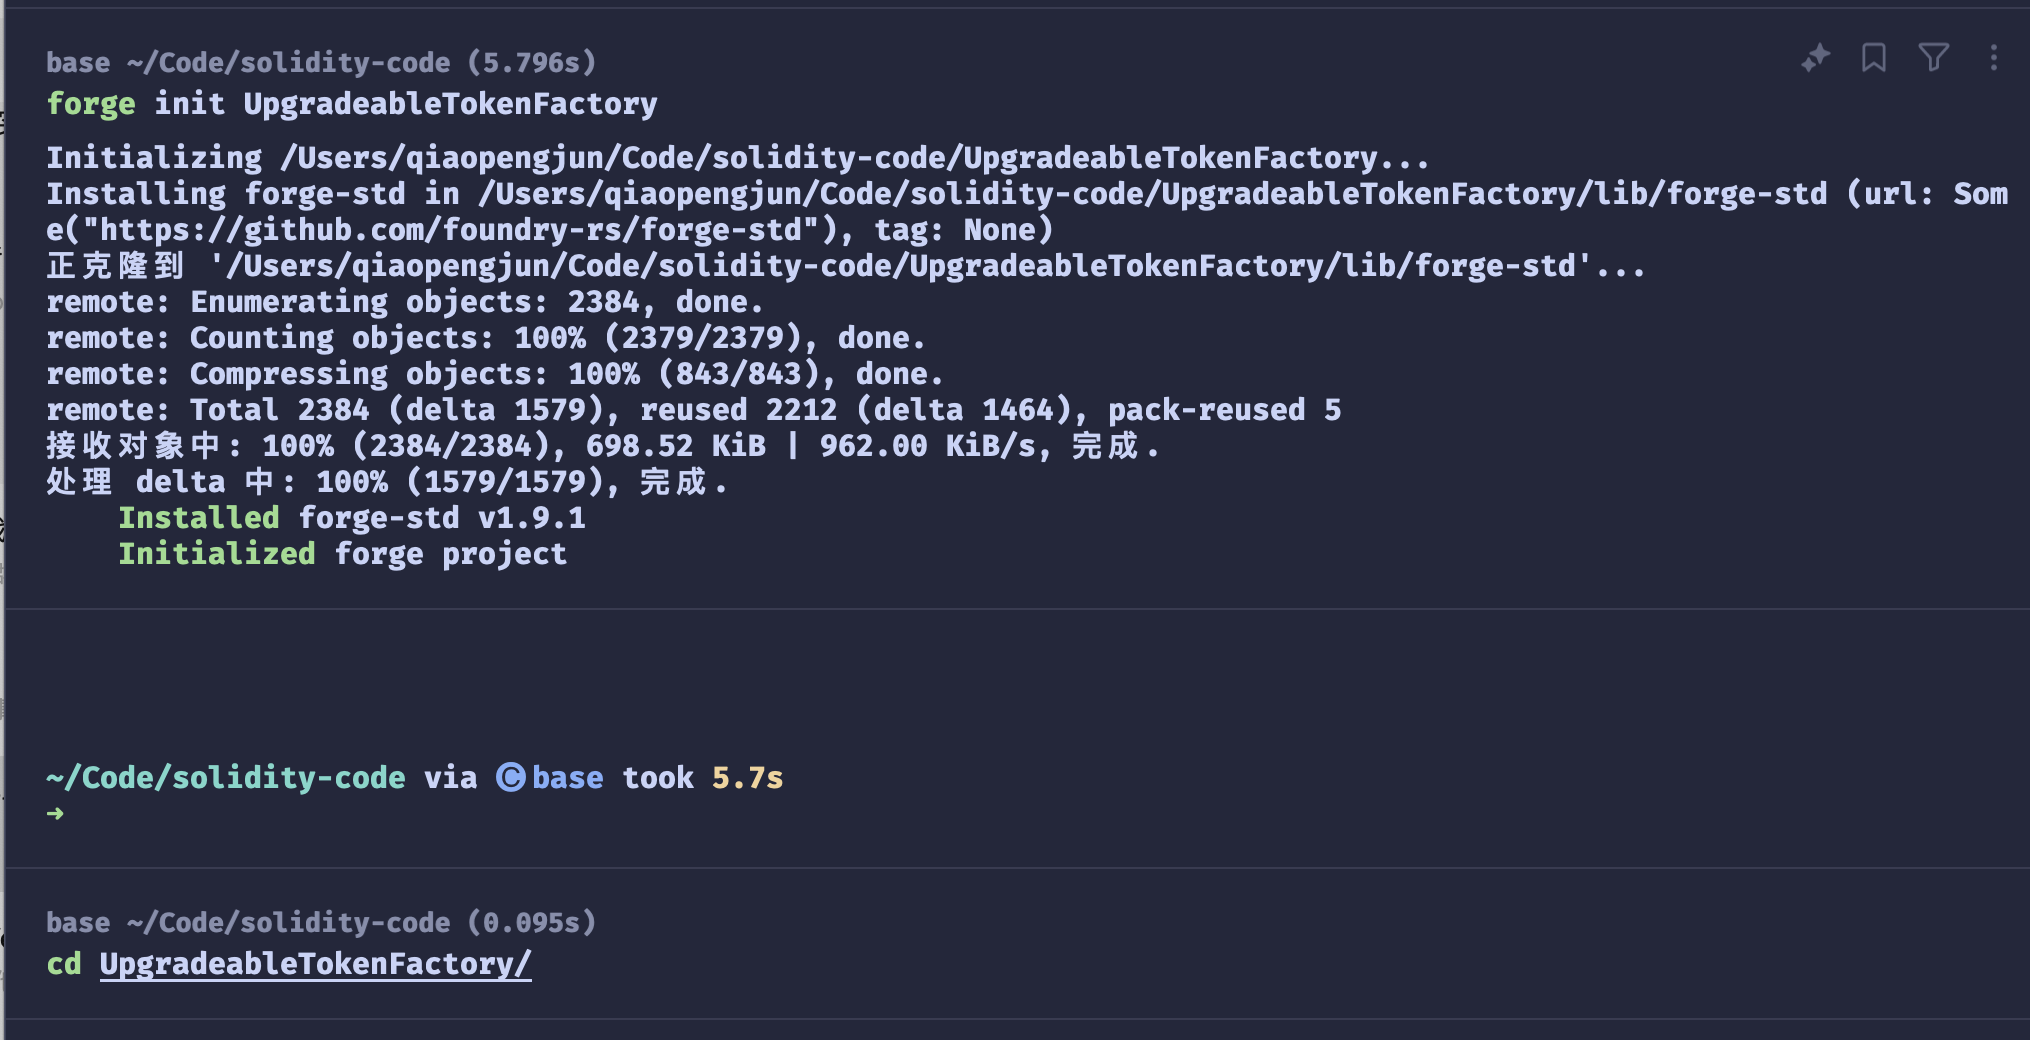 base ~/Code/solidity-code (5.796s)
forge init UpgradeableTokenFactory
Initializing /Users/qiaopengjun/Code/solidity-code/UpgradeableTokenFactory...
Installing forge-std in /Users/qiaopengjun/Code/solidity-code/UpgradeableTokenFactory/lib/forge-std (url: Som
e("https://github.com/foundry-rs/forge-std"), tag: None)
正克隆到 '/Users/qiaopengjun/Code/solidity-code/UpgradeableTokenFactory/lib/forge-std'...
remote: Enumerating objects: 2384, done.
remote: Counting objects: 100% (2379/2379), done.
remote: Compressing objects: 100% (843/843), done.
remote: Total 2384 (delta 1579), reused 2212 (delta 1464), pack-reused 5
接收对象中: 100% (2384/2384), 698.52 KiB | 962.00 KiB/s, 完成.
处理 delta 中: 100% (1579/1579), 完成.
Installed forge-std v1.9.1
Initialized forge project
~/Code/solidity-code via ©base took 5.7s
➜
base ~/Code/solidity-code (0.095s)
cd UpgradeableTokenFactory/